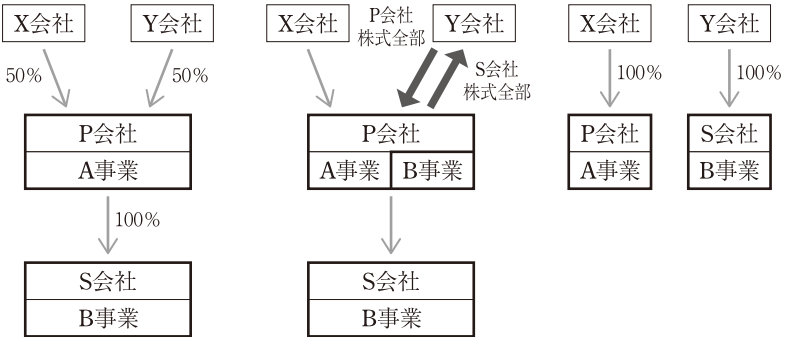 X会社
Y会社
50%
50%
P会社
A事業
100%
S会社
B事業
X会社
P会社
株式全部
Y会社
S会社
株式全部
P会社
A事業
B事業
S会社
B事業
X会社
Y会社
100%
100%
P会社
A事業
S会社
B事業